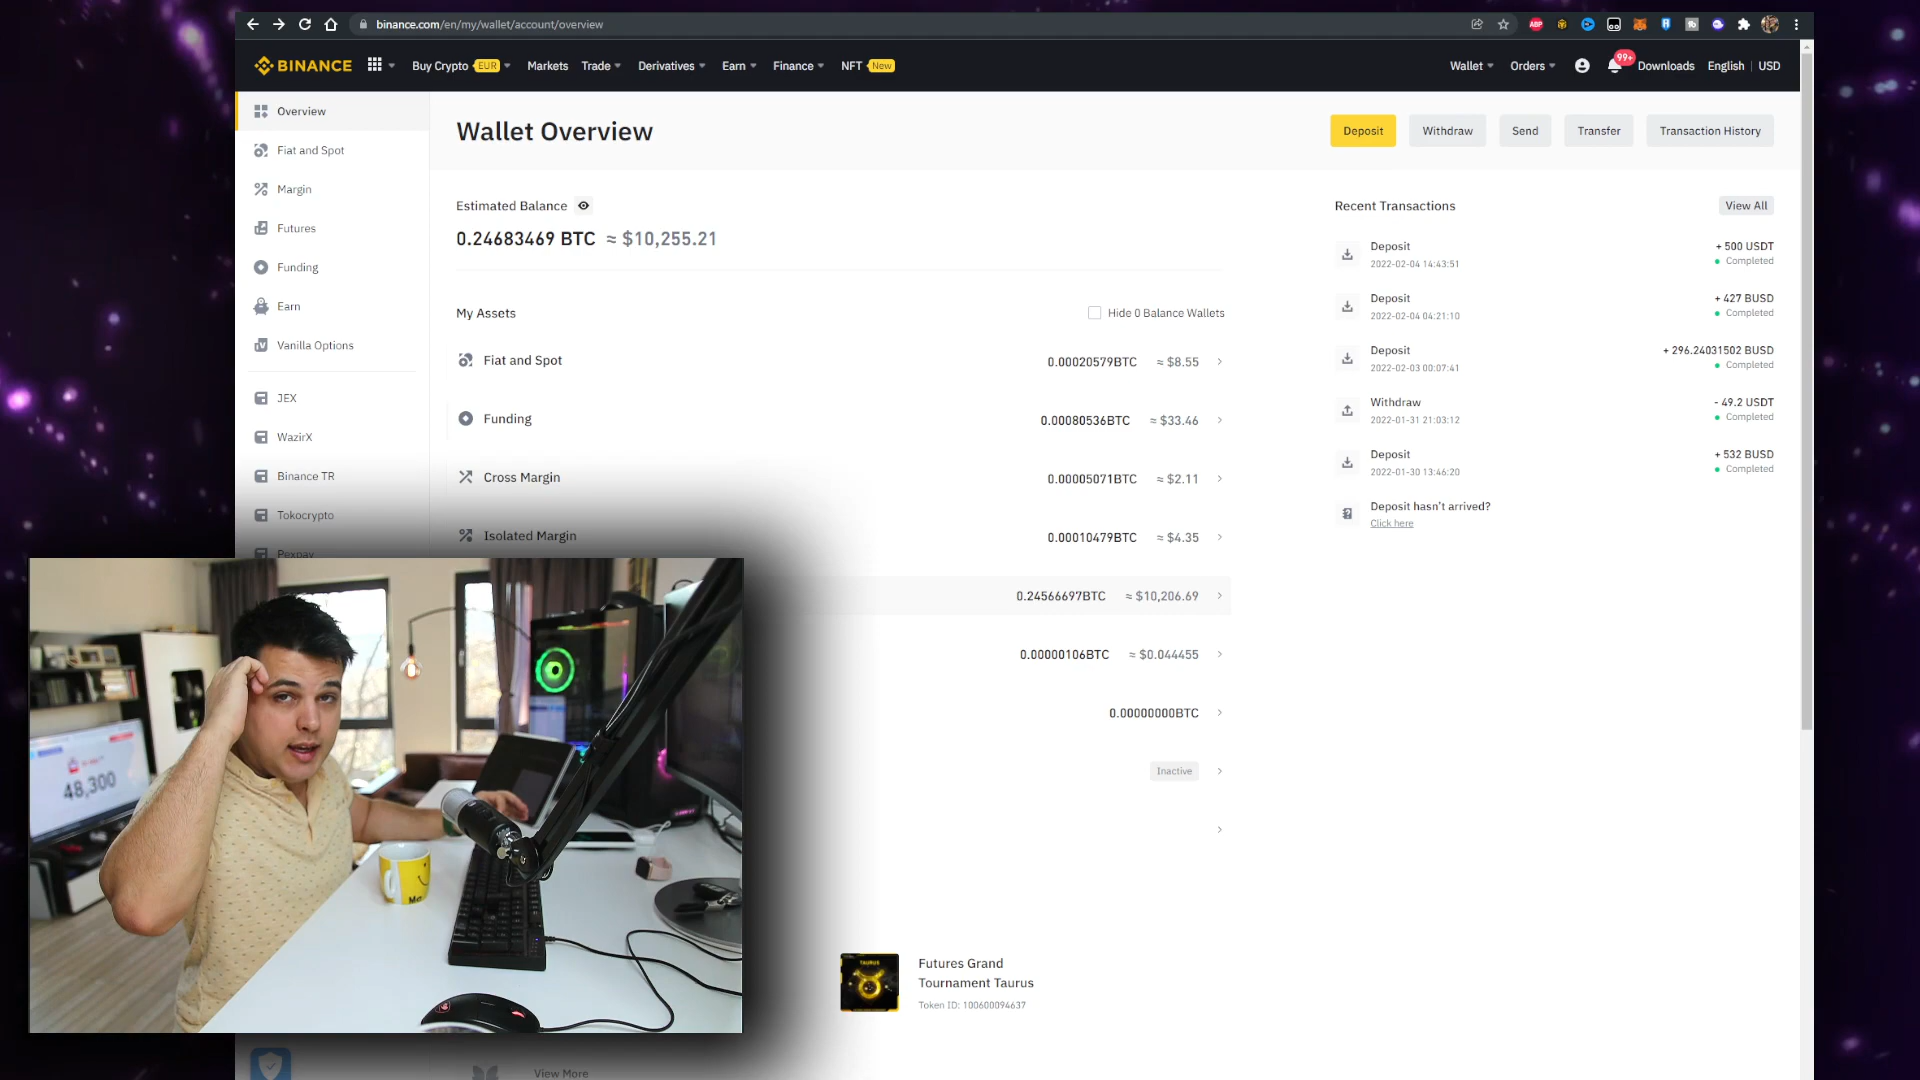 binance.com/en/my/wallet/account/overview
ABP
BINANCE
Buy Crypto EUR
Markets
Trade
Derivatives
Earn
Finance
NFT New
Wallet
Orders
99+
Downloads
English | USD
Overview
Fiat and Spot
Margin
Futures
Funding
Earn
Vanilla Options
JEX
WazirX
Binance TR
Tokocrypto
Pexpay
Wallet Overview
Deposit
Withdraw
Send
Transfer
Transaction History
Estimated Balance
0.24683469 BTC ≈ $10,255.21
My Assets
Hide 0 Balance Wallets
Fiat and Spot 0.00020579BTC ≈ $8.55
Funding 0.00080536BTC ≈ $33.46
Cross Margin 0.00005071BTC ≈ $2.11
Isolated Margin 0.00010479BTC ≈ $4.35
0.24566697BTC ≈ $10,206.69
0.00000106BTC ≈ $0.044455
0.00000000BTC
Inactive
Recent Transactions
View All
Deposit + 500 USDT
2022-02-04 14:43:51 Completed
Deposit + 427 BUSD
2022-02-04 04:21:10 Completed
Deposit + 296.24031502 BUSD
2022-02-03 00:07:41 Completed
Withdraw - 49.2 USDT
2022-01-31 21:03:12 Completed
Deposit + 532 BUSD
2022-01-30 13:46:20 Completed
Deposit hasn't arrived?
Click here
48,300
TAURUS
Futures Grand
Tournament Taurus
Token ID: 100600094637
View More